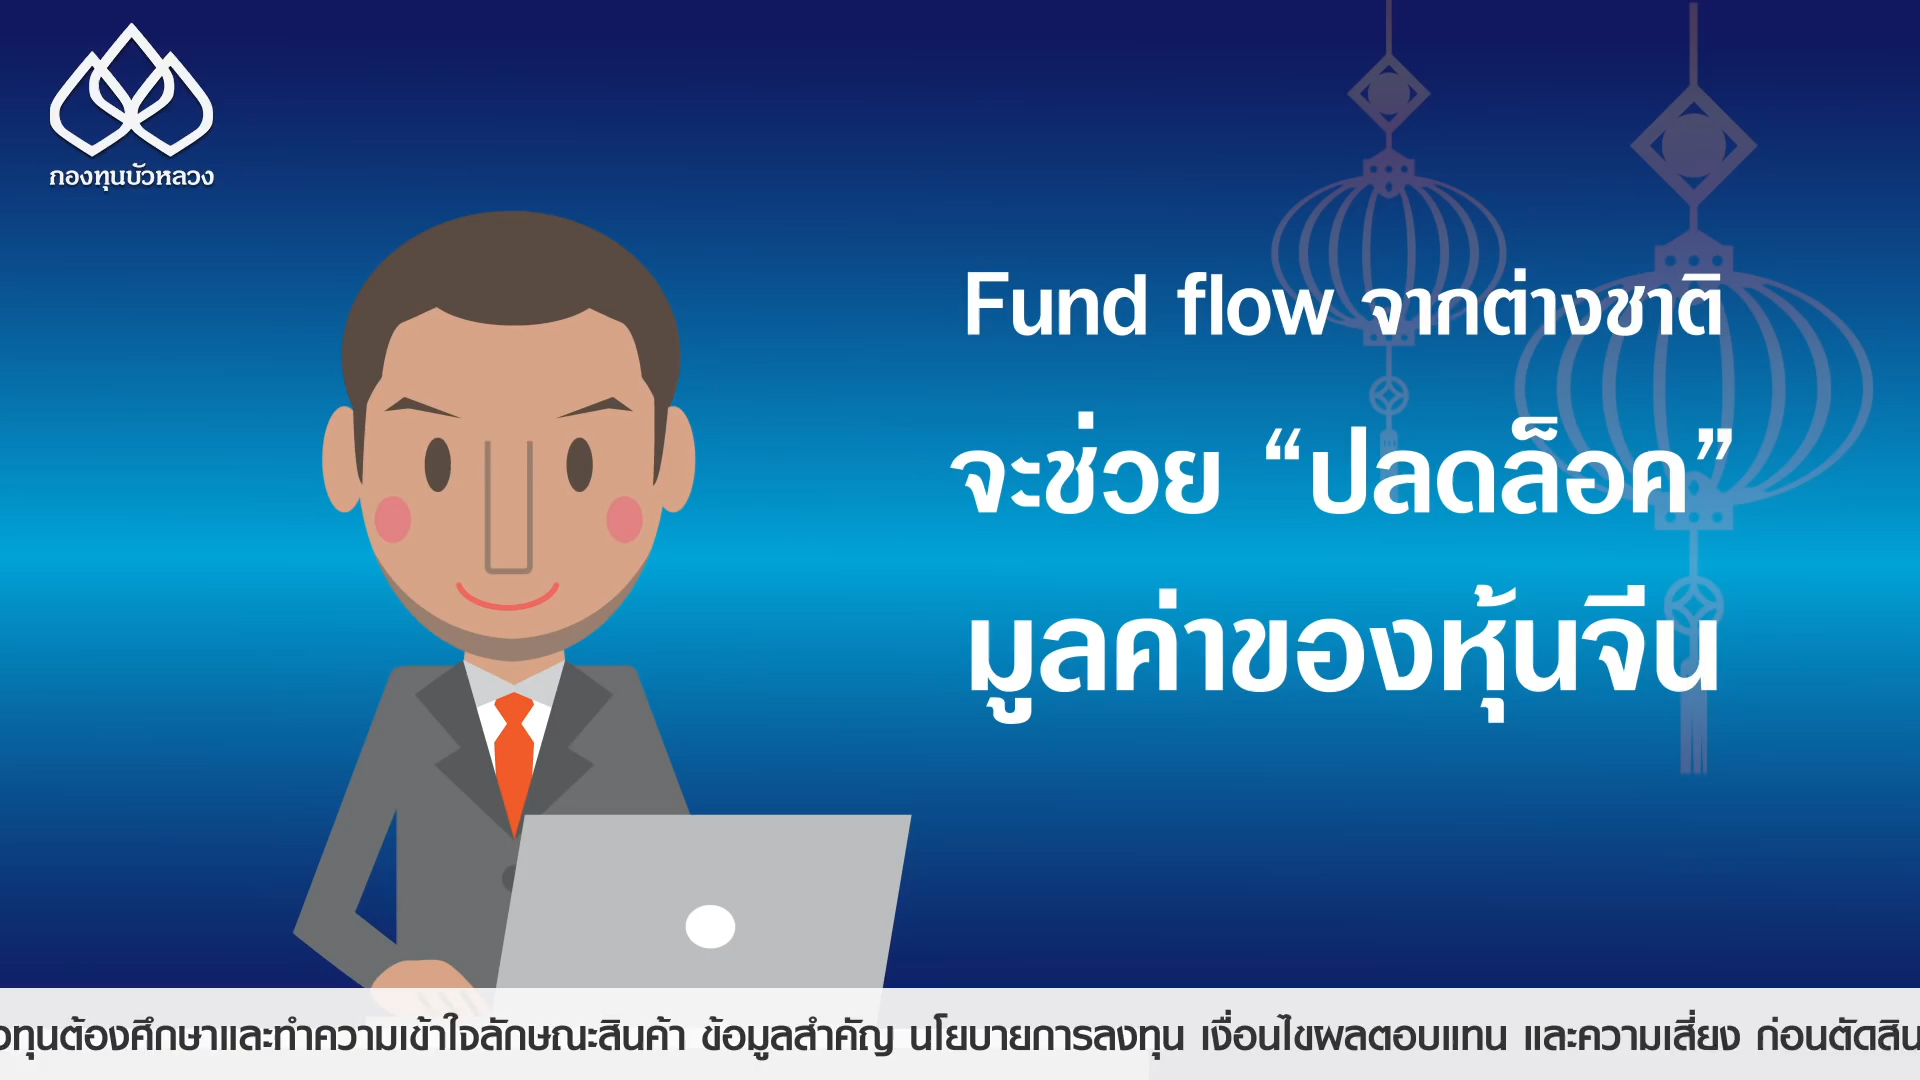 กองทุนบัวหลวง
Fund flow จากต่างชาติ
จะช่วย “ปลดล็อค”
มูลค่าของหุ้นจีน
ทุนต้องศึกษาและทำความเข้าใจลักษณะสินค้า ข้อมูลสำคัญ นโยบายการลงทุน เงื่อนไขผลตอบแทน และความเสี่ยง ก่อนตัดสิน